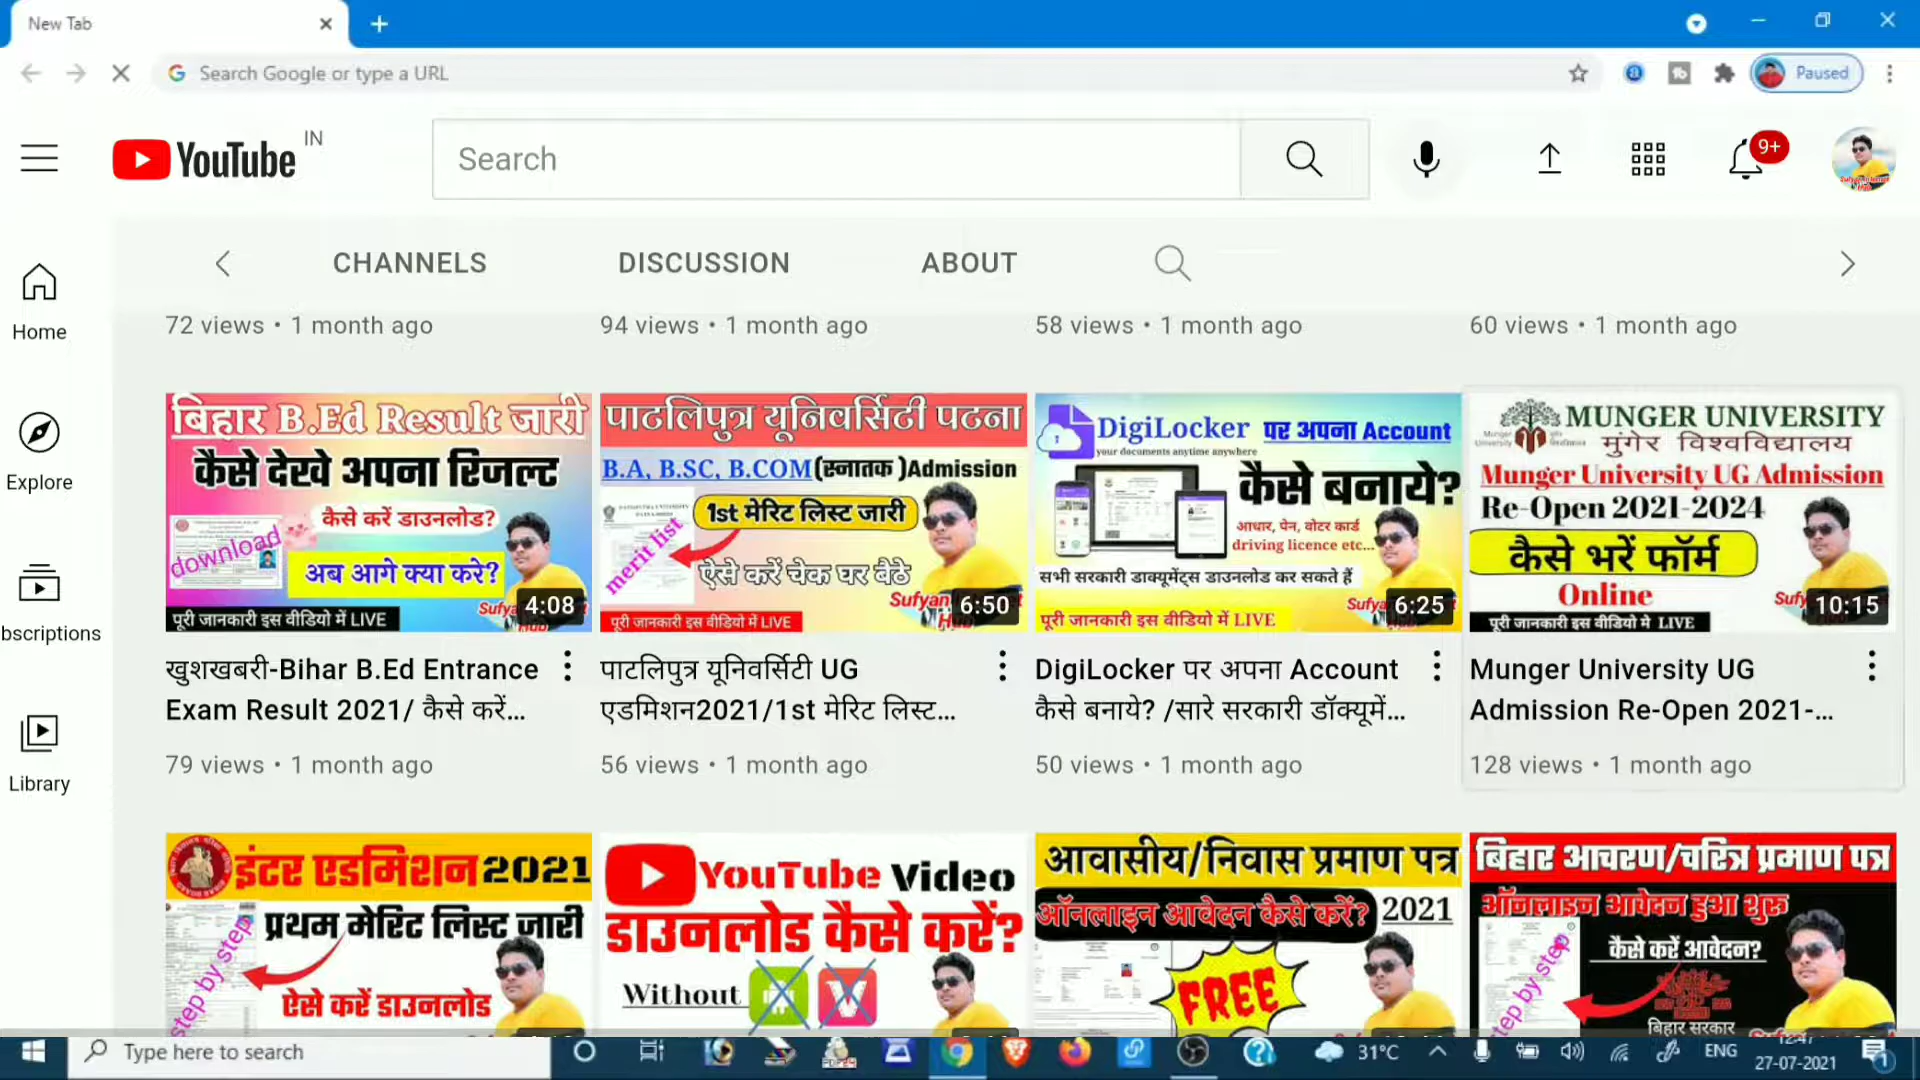 New Tab
Search Google or type a URL
Paused
YouTube IN
Search
9+
CHANNELS DISCUSSION ABOUT
Home
Explore
bscriptions
Library
72 views • 1 month ago
94 views • 1 month ago
58 views • 1 month ago
60 views • 1 month ago
बिहार B.Ed Result जारी
कैसे देखे अपना रिजल्ट
कैसे करें डाउनलोड?
download
अब आगे क्या करे?
पूरी जानकारी इस वीडियो में LIVE
4:08
पाटलिपुत्र यूनिवर्सिटी पटना
B.A, B.SC, B.COM(स्नातक )Admission
1st मेरिट लिस्ट जारी
merit list
ऐसे करें चेक घर बैठे
Sufyan
पूरी जानकारी इस वीडियो में LIVE
6:50
DigiLocker पर अपना Account
your documents anytime anywhere
कैसे बनाये?
आधार, पेन, वोटर कार्ड
driving licence etc...
सभी सरकारी डाक्यूमेंट्स डाउनलोड कर सकते हैं
पूरी जानकारी इस वीडियो में LIVE
6:25
MUNGER UNIVERSITY
मुंगेर विश्वविद्यालय
Munger University UG Admission
Re-Open 2021-2024
कैसे भरें फॉर्म
Online
पूरी जानकारी इस वीडियो मे LIVE
10:15
खुशखबरी-Bihar B.Ed Entrance
Exam Result 2021/ कैसे करें...
79 views • 1 month ago
पाटलिपुत्र यूनिवर्सिटी UG
एडमिशन2021/1st मेरिट लिस्ट...
56 views • 1 month ago
DigiLocker पर अपना Account
कैसे बनाये? /सारे सरकारी डॉक्यूमें...
50 views • 1 month ago
Munger University UG
Admission Re-Open 2021-...
128 views • 1 month ago
इंटर एडमिशन 2021
प्रथम मेरिट लिस्ट जारी
step by step
ऐसे करें डाउनलोड
YouTube Video
डाउनलोड कैसे करें?
Without
आवासीय/निवास प्रमाण पत्र
ऑनलाइन आवेदन कैसे करें? 2021
FREE
बिहार आचरण/चरित्र प्रमाण पत्र
ऑनलाइन आवेदन हुआ शुरू
कैसे करें आवेदन?
tep by step
बिहार सरकार
Type here to search
31°C
ENG
12:47
27-07-2021
1